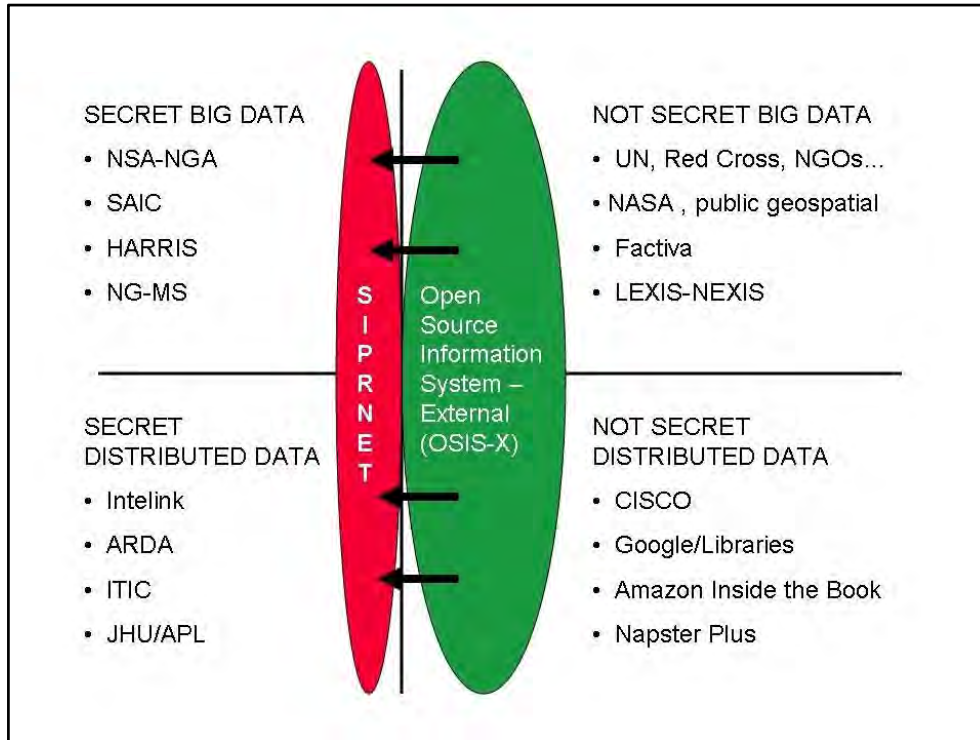 SECRET BIG DATA
• NSA-NGA
• SAIC
• HARRIS
• NG-MS
SECRET
DISTRIBUTED DATA
• Intelink
• ARDA
• ITIC
• JHU/APL
S
I
P
R
N
E
T
Open
Source
Information
System –
External
(OSIS-X)
NOT SECRET BIG DATA
• UN, Red Cross, NGOs...
• NASA , public geospatial
• Factiva
• LEXIS-NEXIS
NOT SECRET
DISTRIBUTED DATA
• CISCO
• Google/Libraries
• Amazon Inside the Book
• Napster Plus